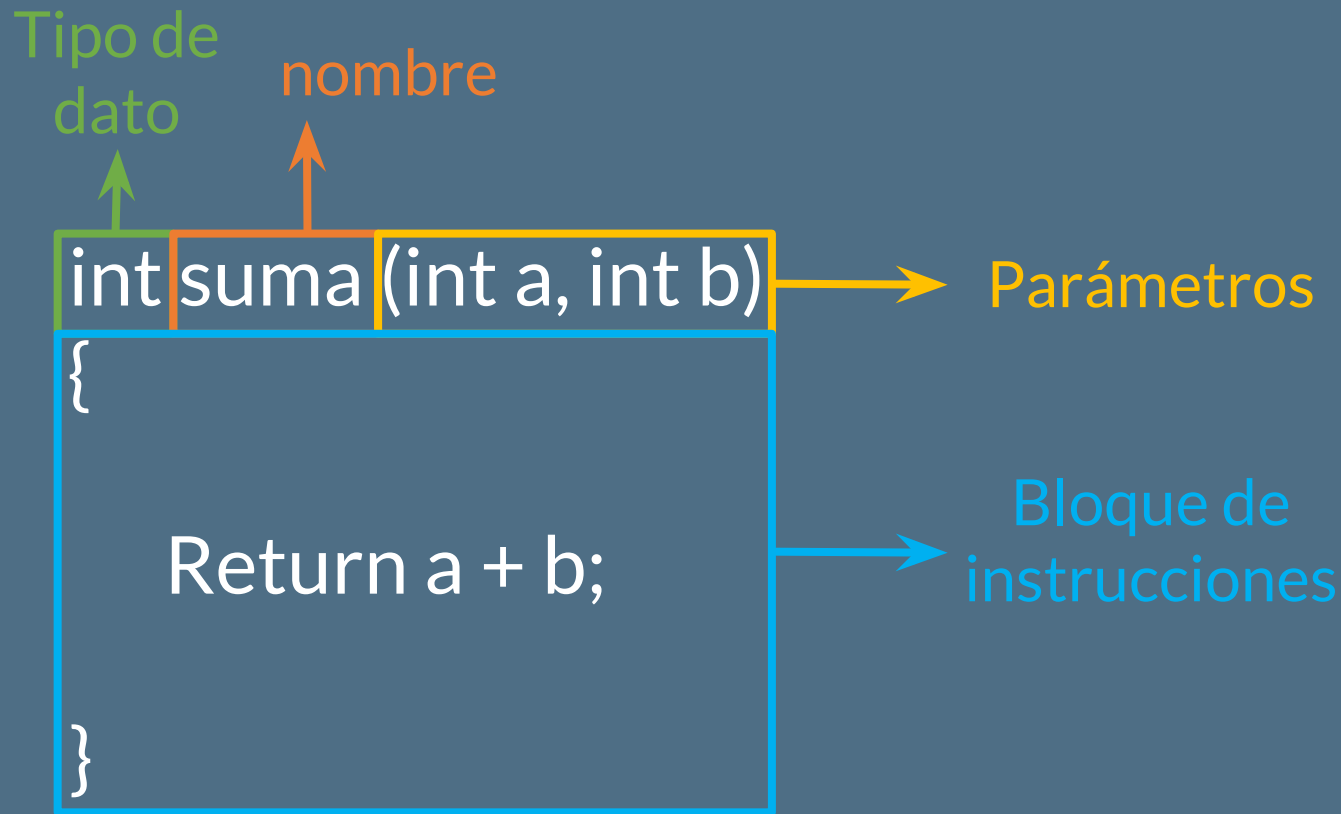 Tipo de
dato
nombre
int suma (int a, int b)
Parámetros
{
Return a + b;
Bloque de
instrucciones
}